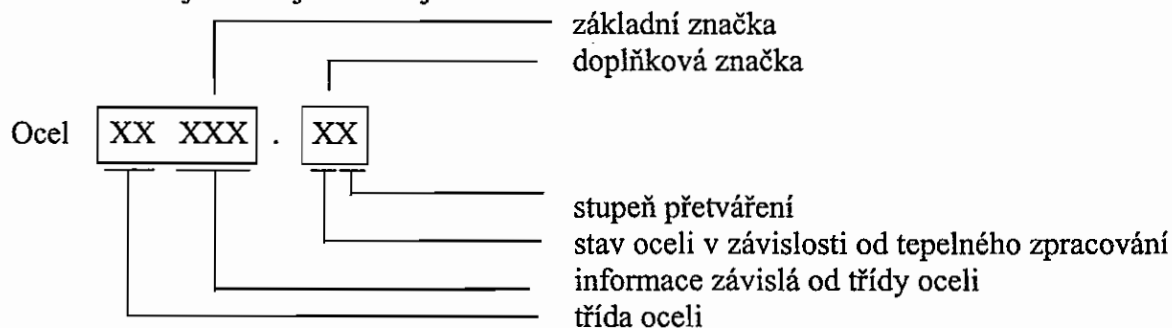 základní značka
doplňková značka
Ocel XX XXX . XX
stupeň přetváření
stav oceli v závislosti od tepelného zpracování
informace závislá od třídy oceli
třída oceli